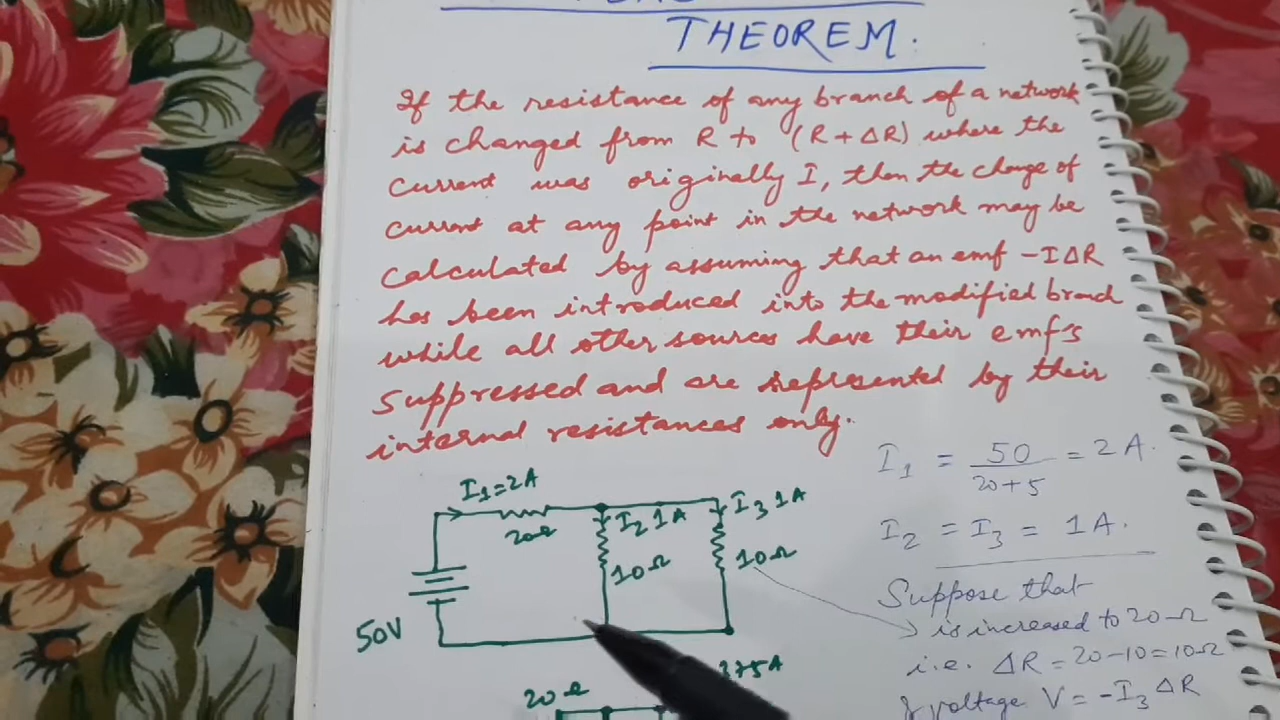 THEOREM.
If the resistance of any branch of a network
is changed from R to (R+ΔR) where the
current was originally I, then the change of
current at any point in the network may be
calculated by assuming that an emf -IΔR
has been introduced into the modified branch
while all other sources have their emf's
suppressed and are represented by their
internal resistances only.
I₁ = 50/(20+5) = 2A.
I₂ = I₃ = 1A.
I₁=2A
20Ω
I₂ 1A
10Ω
I₃ 1A
10Ω
50V
Suppose that
is increased to 20Ω
i.e. ΔR = 20-10=10Ω
& voltage V = -I₃ΔR
20Ω
375A